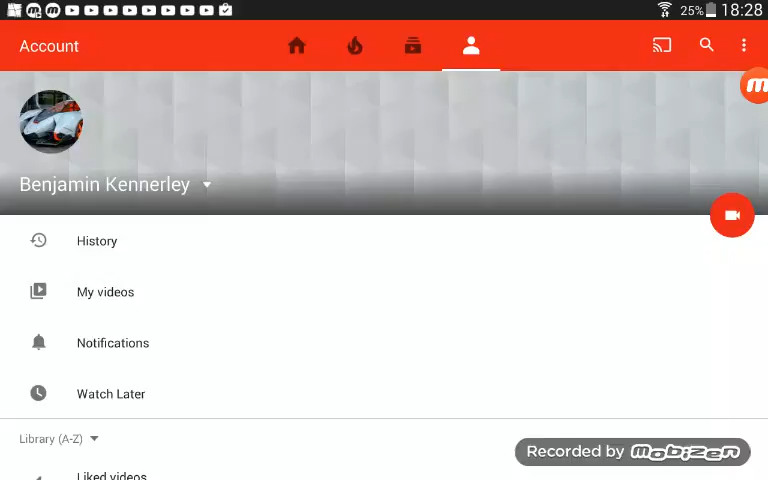 25% 18:28
Account
Benjamin Kennerley
History
My videos
Notifications
Watch Later
Library (A-Z)
Liked videos
Recorded by mobizen